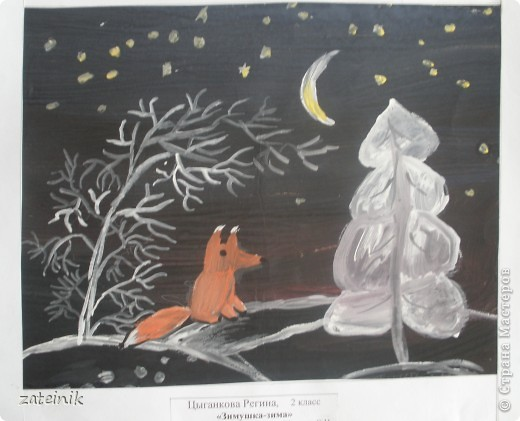 © Страна Мастеров
zateinik
Цыганкова Регина, 2 класс
«Зимушка-зима»